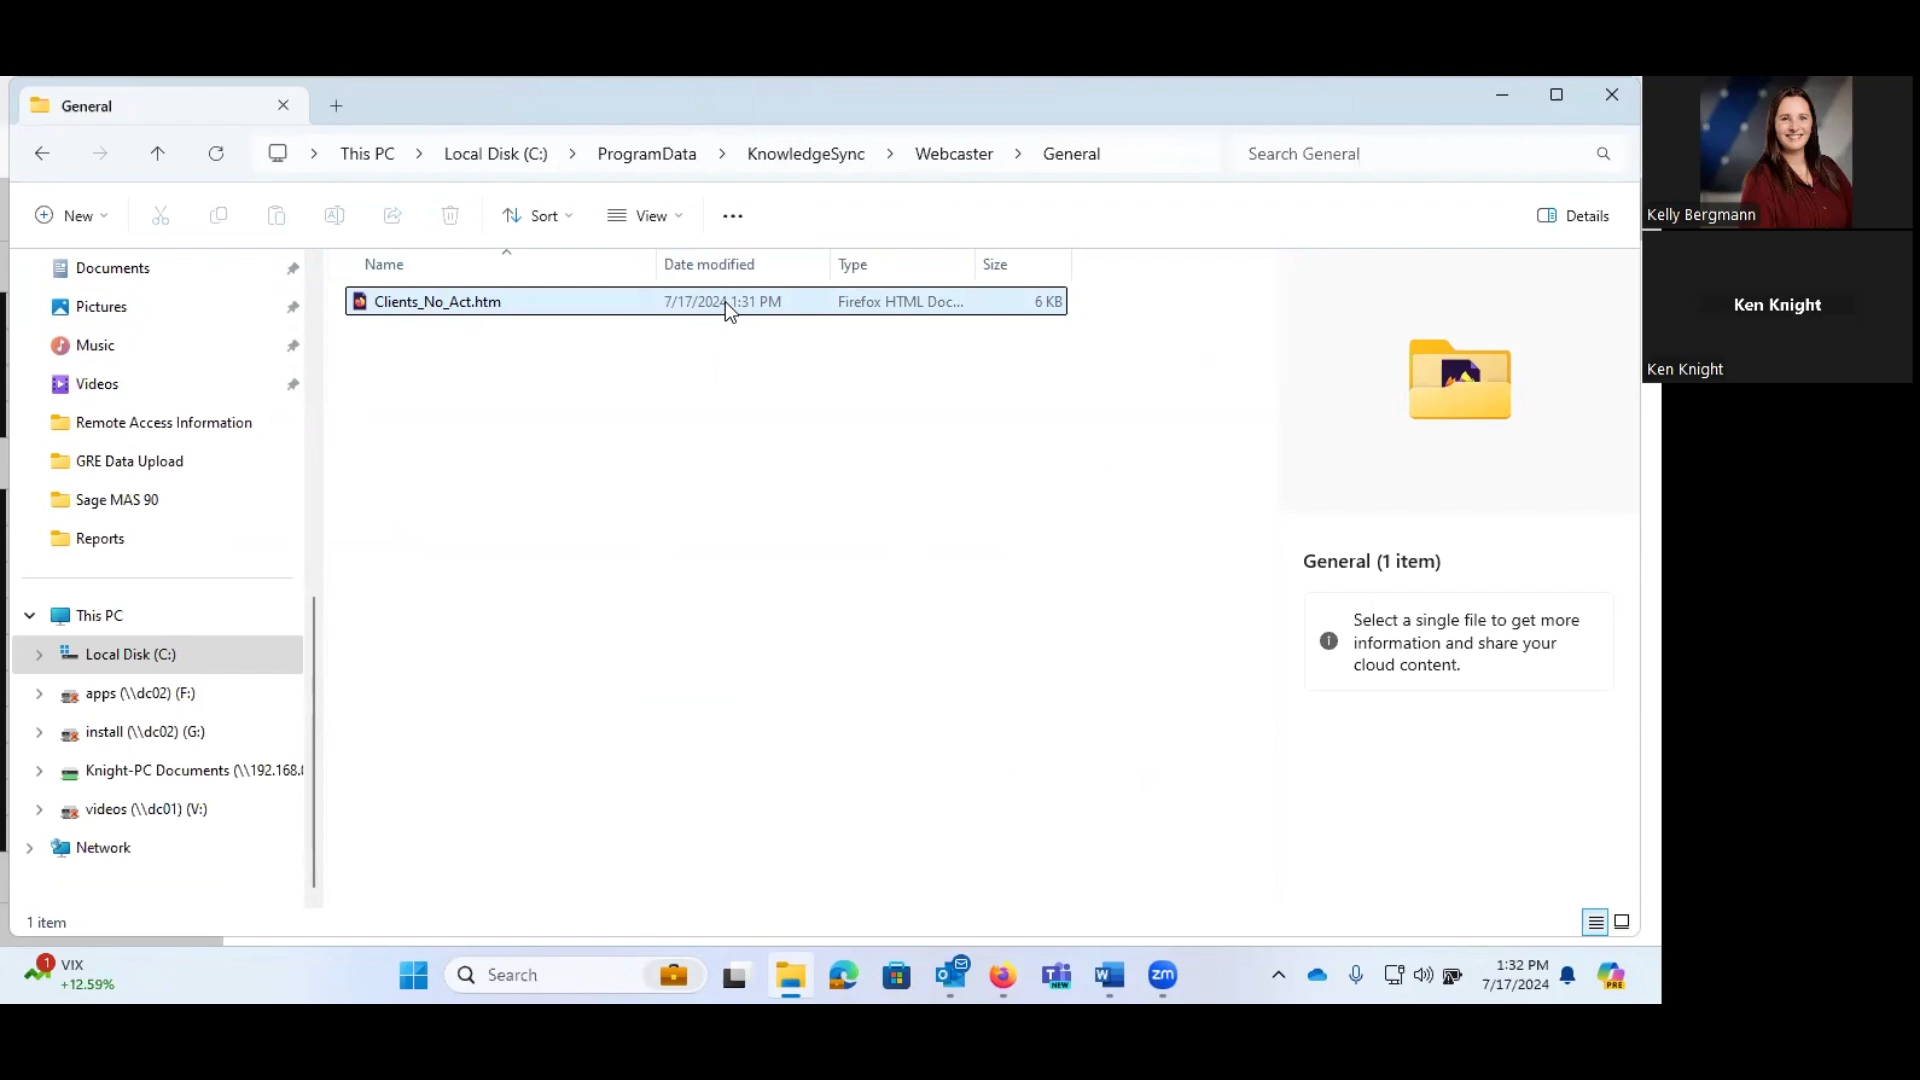 General
This PC
Local Disk (C:)
ProgramData
KnowledgeSync
Webcaster
General
Search General
New
Sort
View
Details
Kelly Bergmann
Ken Knight
Ken Knight
Name
Date modified
Type
Size
Clients_No_Act.htm
7/17/2024 1:31 PM
Firefox HTML Doc...
6 KB
Documents
Pictures
Music
Videos
Remote Access Information
GRE Data Upload
Sage MAS 90
Reports
This PC
Local Disk (C:)
apps (\\dc02) (F:)
install (\\dc02) (G:)
Knight-PC Documents (\\192.168.
videos (\\dc01) (V:)
Network
General (1 item)
Select a single file to get more
information and share your
cloud content.
1 item
1
VIX
+12.59%
Search
NEW
zm
1:32 PM
7/17/2024
PRE